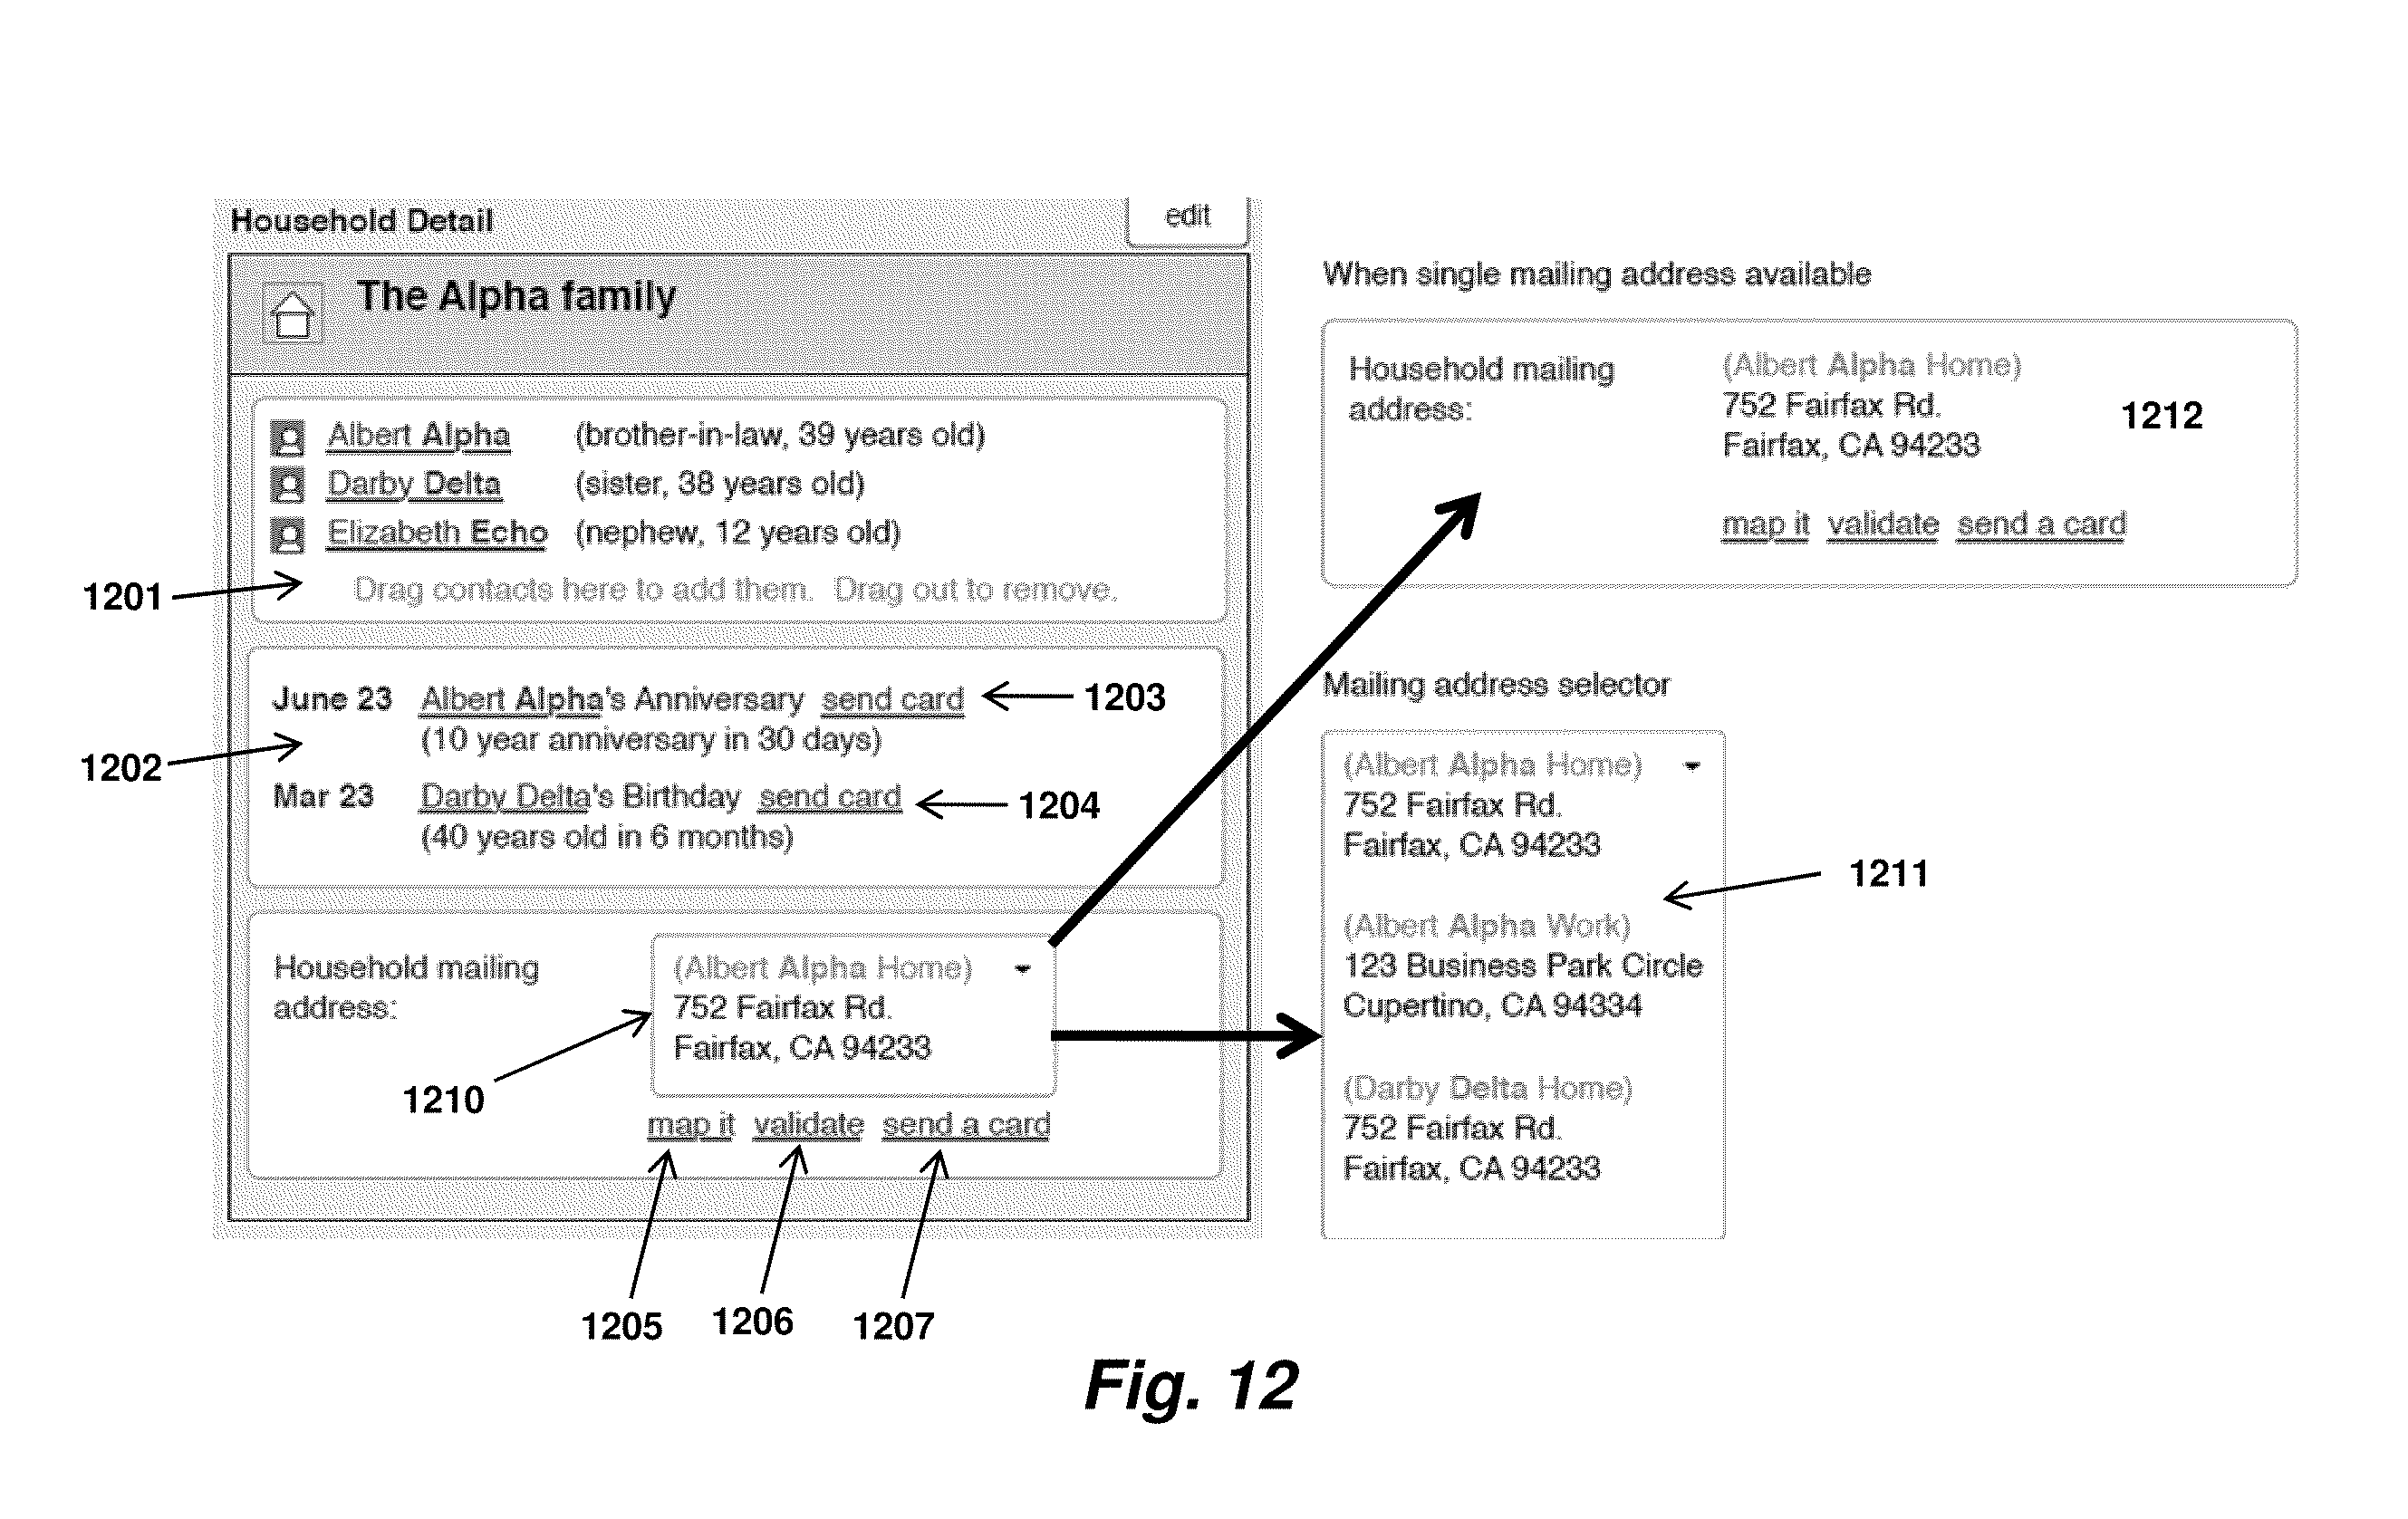 Household Detail
edit
The Alpha family
Albert Alpha (brother-in-law, 39 years old)
Darby Delta (sister, 38 years old)
Elizabeth Echo (nephew, 12 years old)
1201
Drag contacts here to add them. Drag out to remove.
June 23 Albert Alpha's Anniversary send card
1203
(10 year anniversary in 30 days)
1202
Mar 23 Darby Delta's Birthday send card
1204
(40 years old in 6 months)
Household mailing
address:
(Albert Alpha Home)
752 Fairfax Rd.
Fairfax, CA 94233
1210
map it validate send a card
1205
1206
1207
When single mailing address available
Household mailing
address:
(Albert Alpha Home)
752 Fairfax Rd.
Fairfax, CA 94233
1212
map it validate send a card
Mailing address selector
(Albert Alpha Home)
752 Fairfax Rd.
Fairfax, CA 94233
1211
(Albert Alpha Work)
123 Business Park Circle
Cupertino, CA 94334
(Darby Delta Home)
752 Fairfax Rd.
Fairfax, CA 94233
Fig. 12